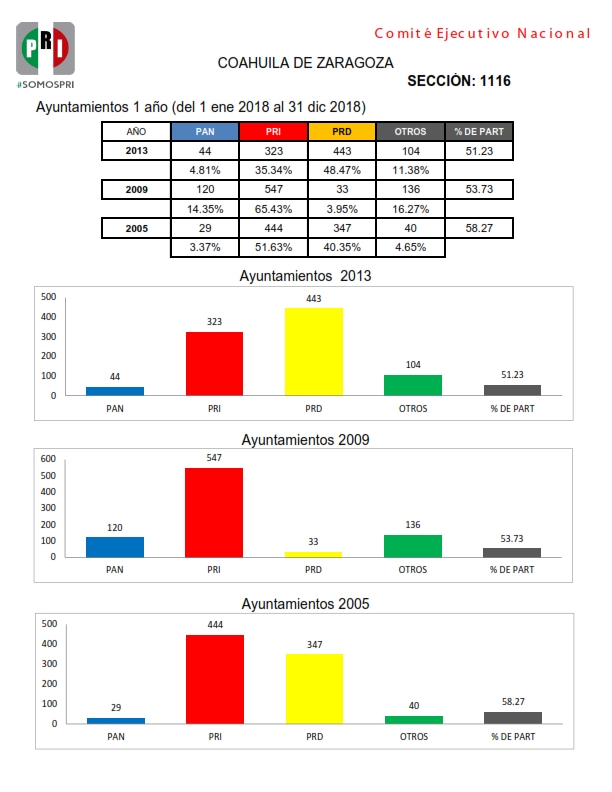 Comité Ejecutivo Nacional
PRI
#SOMOSPRI
COAHUILA DE ZARAGOZA
SECCIÓN: 1116
Ayuntamientos 1 año (del 1 ene 2018 al 31 dic 2018)
AÑO PAN PRI PRD OTROS % DE PART
2013 44 323 443 104 51.23
4.81% 35.34% 48.47% 11.38%
2009 120 547 33 136 53.73
14.35% 65.43% 3.95% 16.27%
2005 29 444 347 40 58.27
3.37% 51.63% 40.35% 4.65%
Ayuntamientos 2013
500
400
300
200
100
0
44
323
443
104
51.23
PAN PRI PRD OTROS % DE PART
Ayuntamientos 2009
600
500
400
300
200
100
0
120
547
33
136
53.73
PAN PRI PRD OTROS % DE PART
Ayuntamientos 2005
500
400
300
200
100
0
29
444
347
40
58.27
PAN PRI PRD OTROS % DE PART